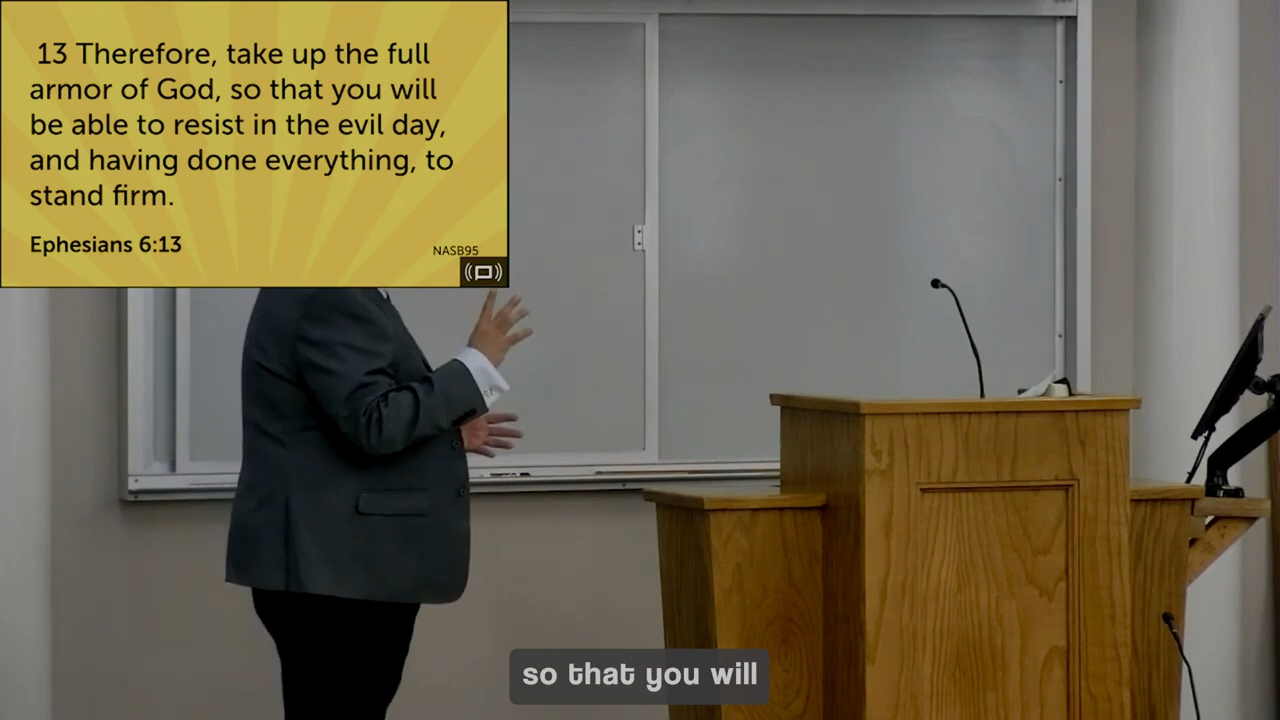 13 Therefore, take up the full
armor of God, so that you will
be able to resist in the evil day,
and having done everything, to
stand firm.
Ephesians 6:13
NASB95
so that you will